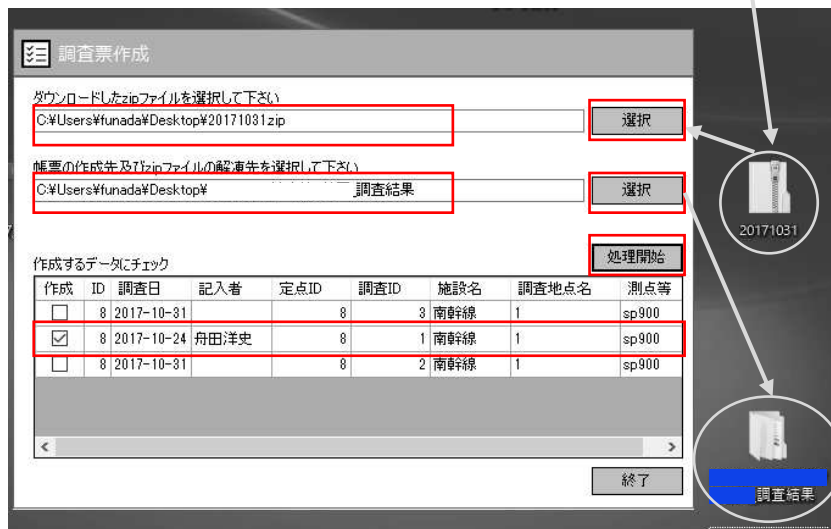 調査票作成
ダウンロードしたzipファイルを選択して下さい
C:¥Users¥funada¥Desktop¥20171031zip
選択
帳票の作成先及びzipファイルの解凍先を選択して下さい
C:¥Users¥funada¥Desktop¥ 調査結果
選択
20171031
処理開始
作成するデータにチェック
作成 ID 調査日 記入者 定点ID 調査ID 施設名 調査地点名 測点等
8 2017-10-31 8 3 南幹線 1 sp900
8 2017-10-24 舟田洋史 8 1 南幹線 1 sp900
8 2017-10-31 8 2 南幹線 1 sp900
終了
調査結果